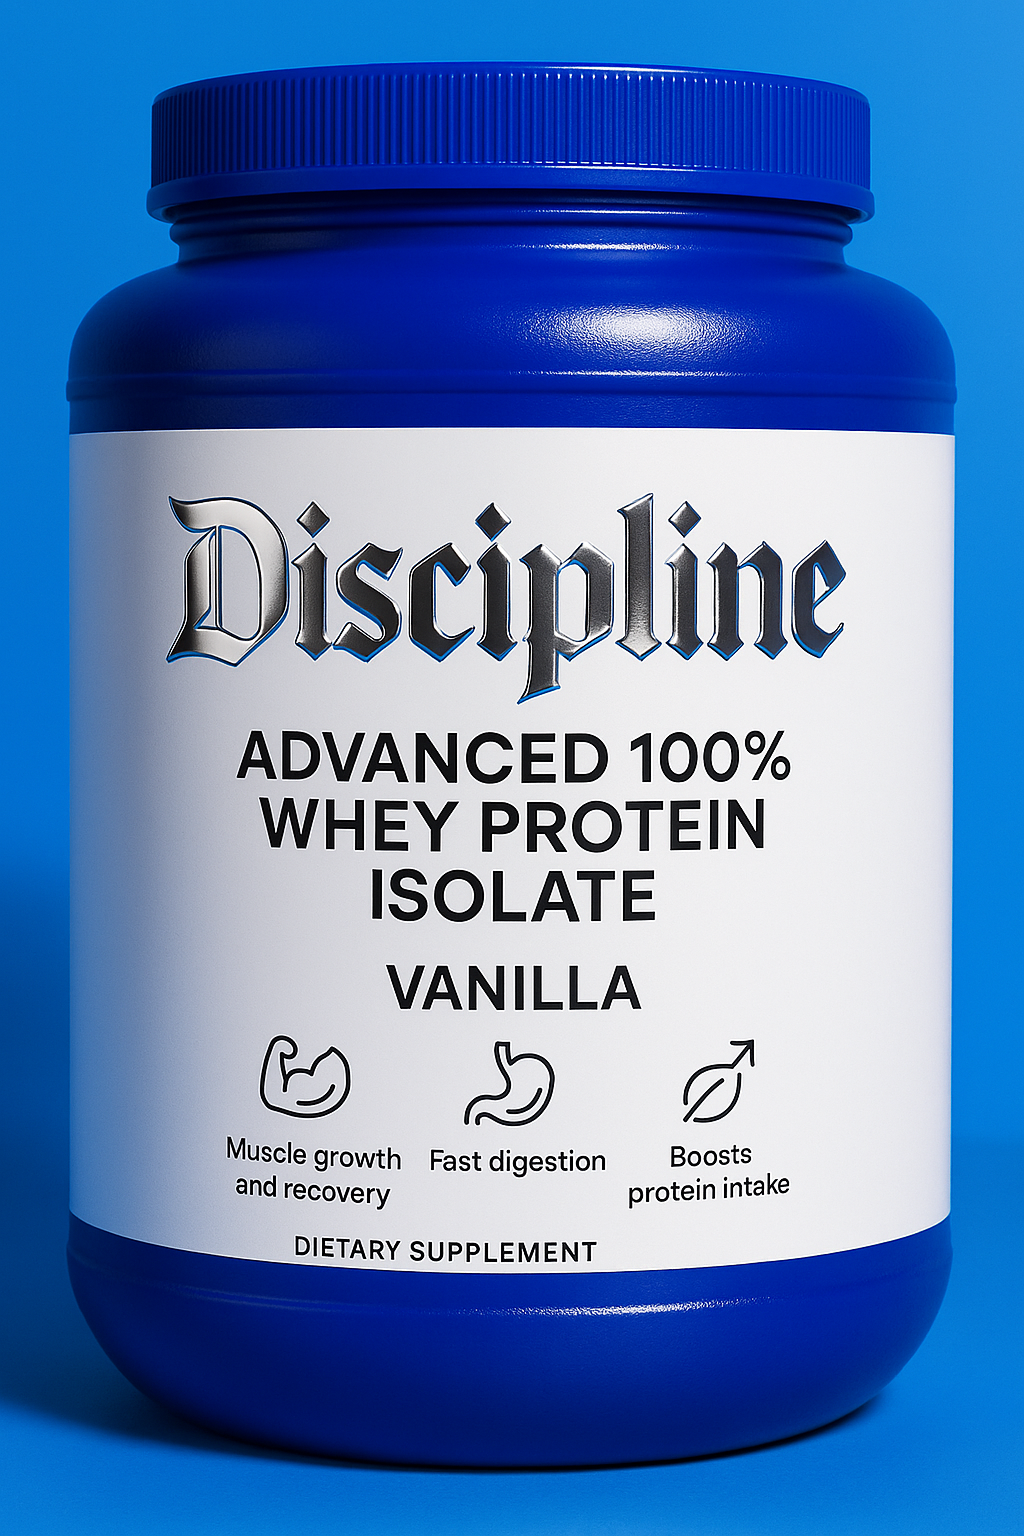 Discipline
ADVANCED 100%
WHEY PROTEIN
ISOLATE
VANILLA
Muscle growth
and recovery
Fast digestion
Boosts
protein intake
DIETARY SUPPLEMENT